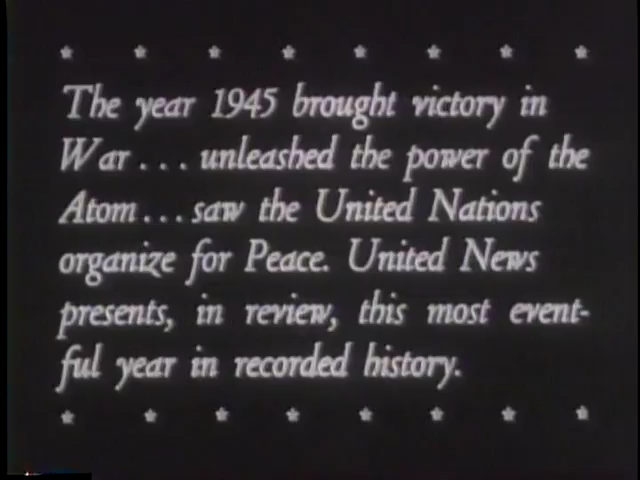 The year 1945 brought victory in
War... unleashed the power of the
Atom... saw the United Nations
organize for Peace. United News
presents, in review, this most event-
ful year in recorded history.